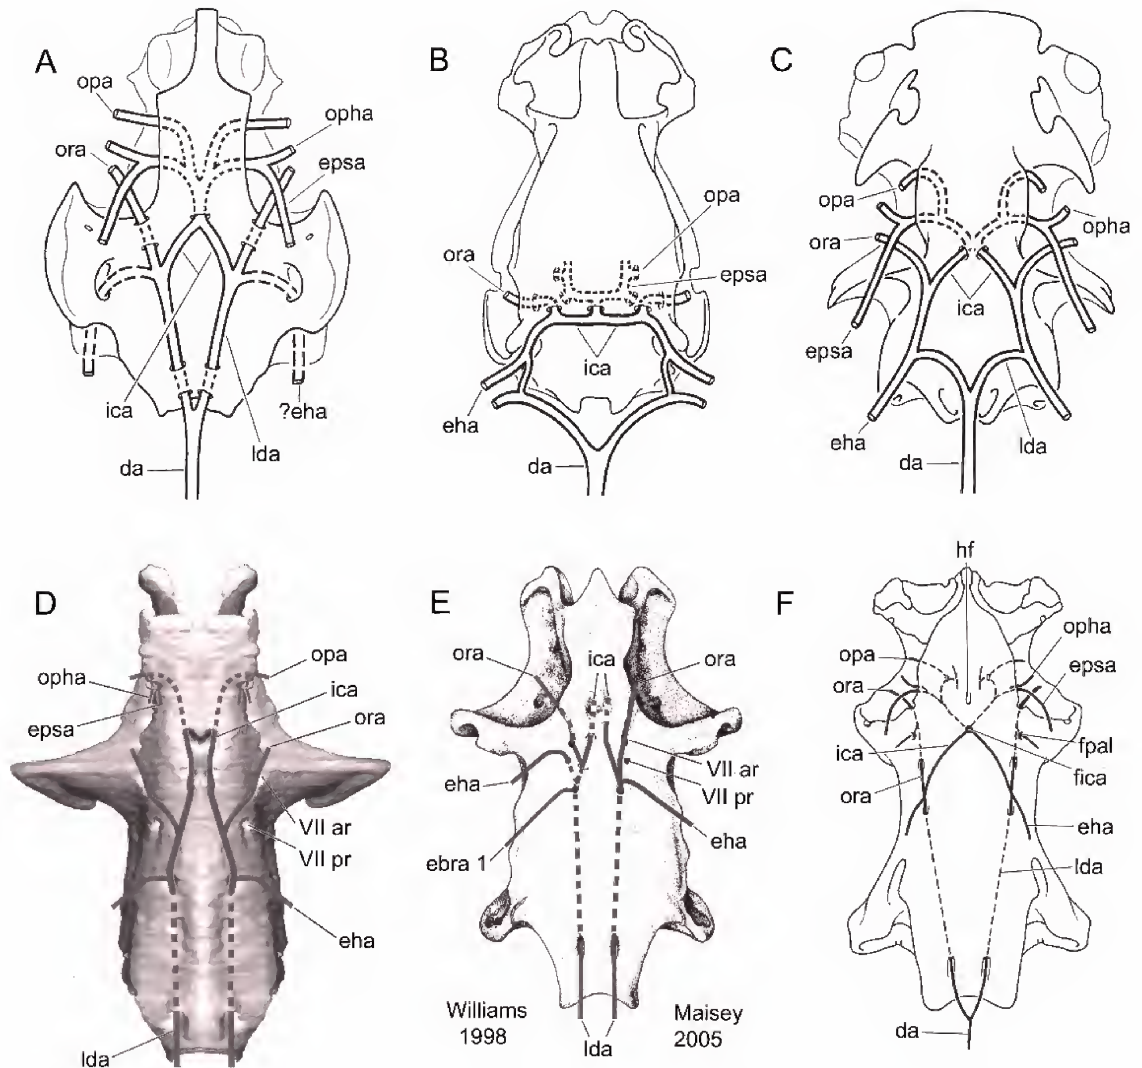 A
opa
ora
opha
epsa
ica
?eha
da
lda
B
opa
ora
epsa
ica
eha
da
C
opa
ora
opha
ica
epsa
eha
da
lda
D
opha
opa
epsa
ica
ora
VII ar
VII pr
eha
lda
E
ora
ica
ora
eha
VII ar
VII pr
ebra 1
eha
Williams
1998
lda
Maisey
2005
F
hf
opha
opa
epsa
ora
ica
fpal
fica
ora
eha
lda
da